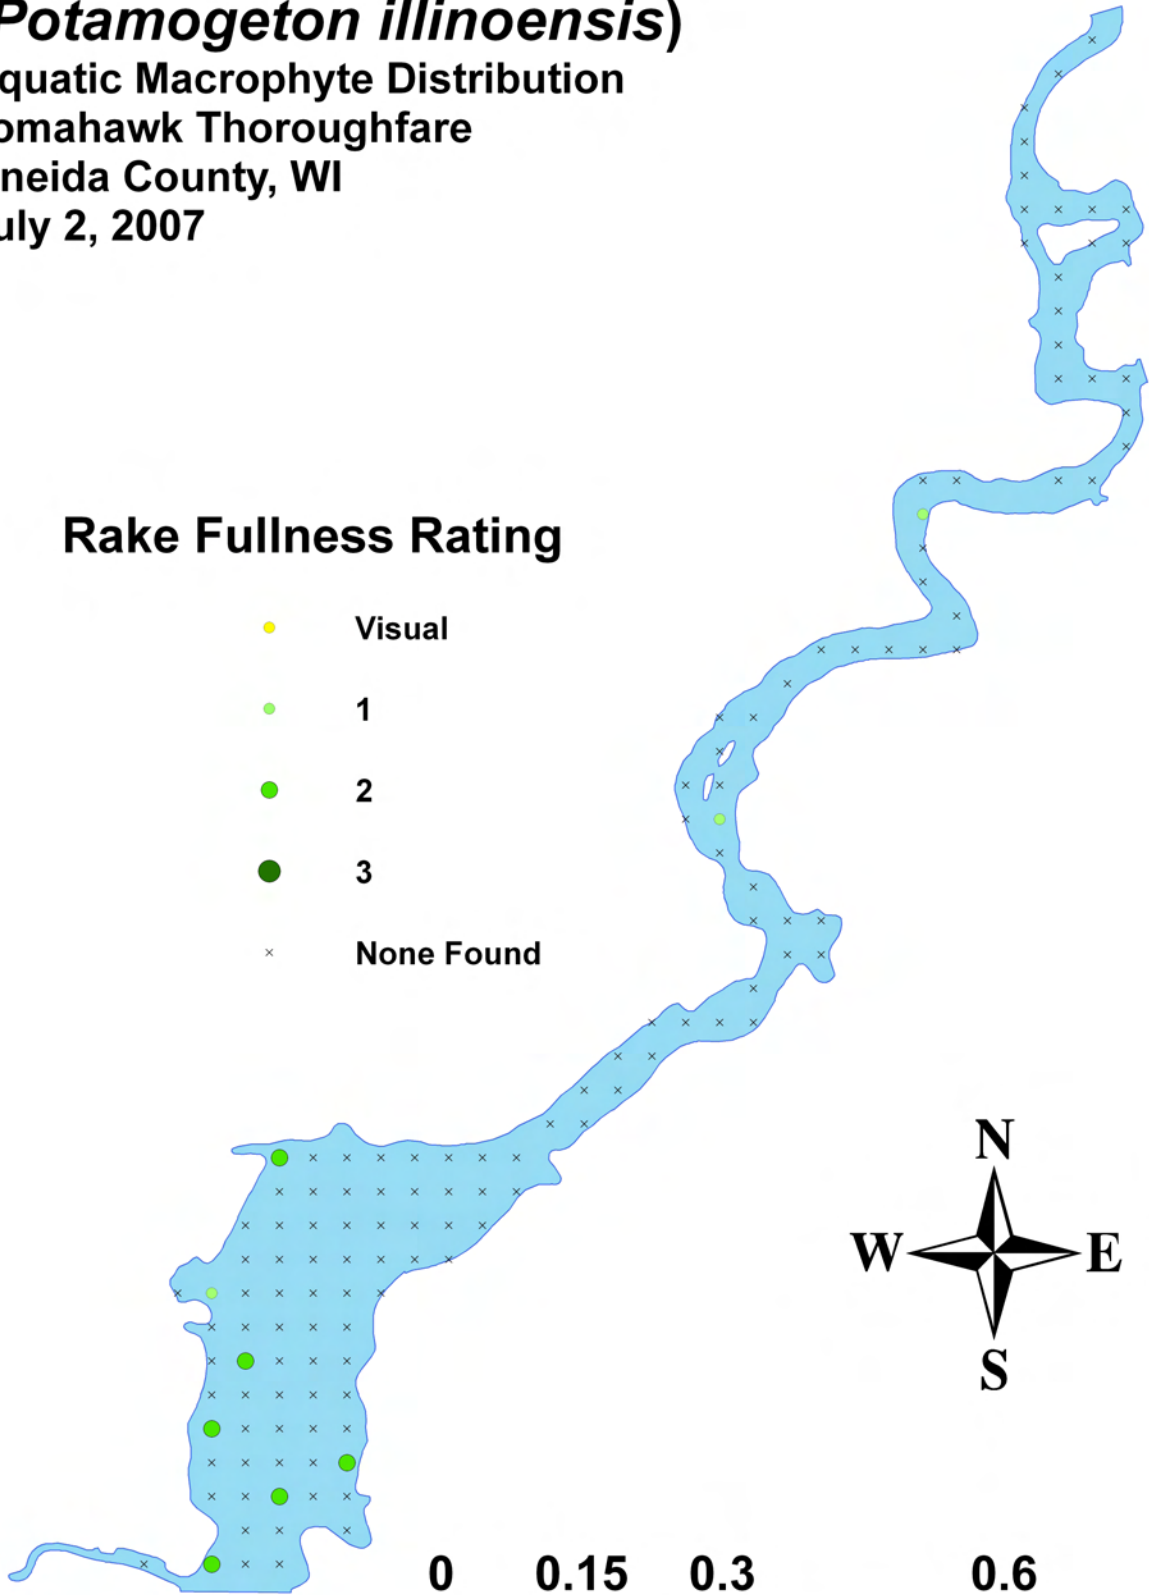 Potamogeton illinoensis)
quatic Macrophyte Distribution
omahawk Thoroughfare
neida County, WI
uly 2, 2007
Rake Fullness Rating
Visual
1
2
3
None Found
N
W E
S
0 0.15 0.3 0.6